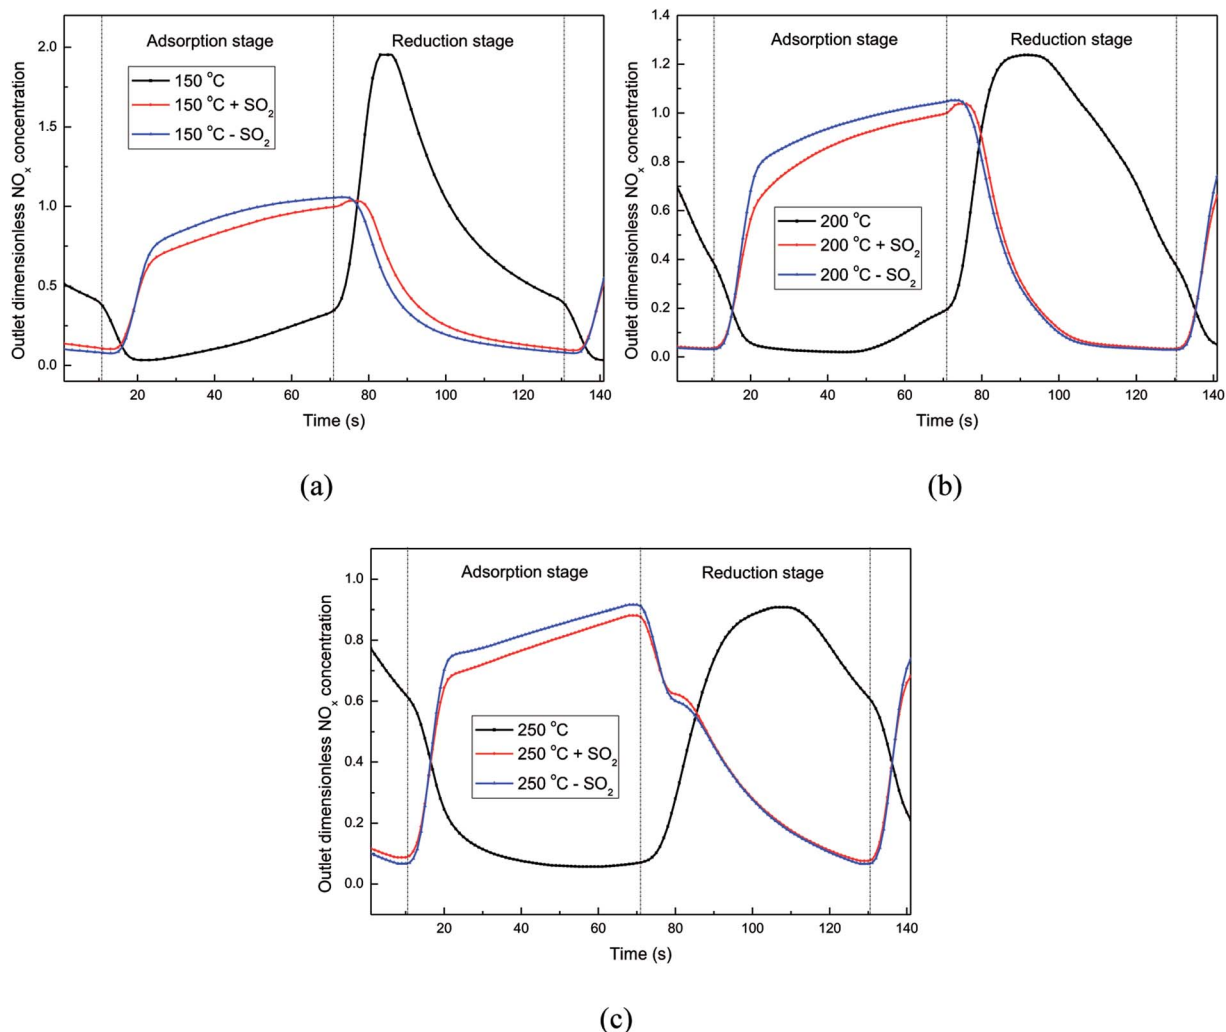 Adsorption stage
Reduction stage
150 °C
150 °C + SO₂
150 °C - SO₂
Outlet dimensionless NOₓ concentration
2.0
1.5
1.0
0.5
0.0
20 40 60 80 100 120 140
Time (s)
(a)
Adsorption stage
Reduction stage
200 °C
200 °C + SO₂
200 °C - SO₂
Outlet dimensionless NOₓ concentration
1.4
1.2
1.0
0.8
0.6
0.4
0.2
0.0
20 40 60 80 100 120 140
Time (s)
(b)
Adsorption stage
Reduction stage
250 °C
250 °C + SO₂
250 °C - SO₂
Outlet dimensionless NOₓ concentration
1.0
0.8
0.6
0.4
0.2
0.0
20 40 60 80 100 120 140
Time (s)
(c)